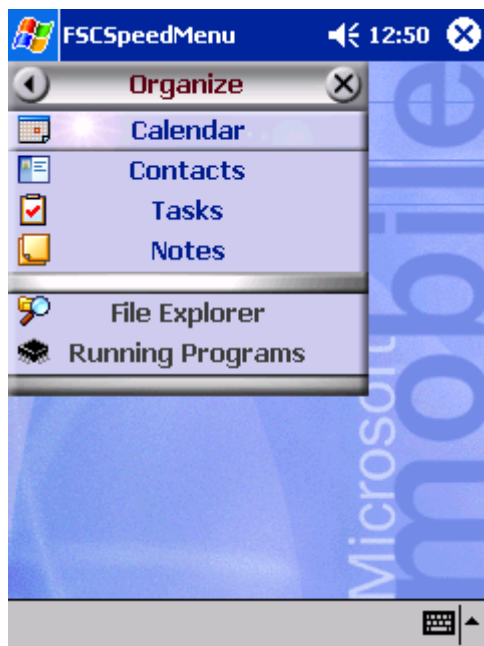 FSCSpeedMenu 12:50
Organize
Calendar
Contacts
Tasks
Notes
File Explorer
Running Programs
Microsoft
mobile